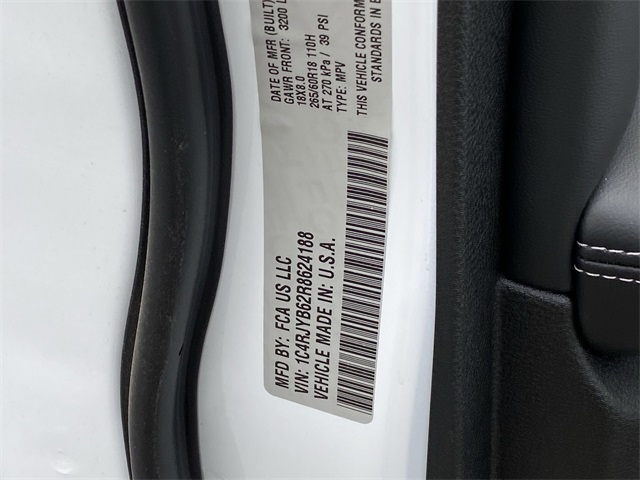 MFD BY: FCA US LLC
VIN: 1C4RJYB62R8624188
VEHICLE MADE IN: U.S.A.
DATE OF MFR (BUILT)
GAWR FRONT: 3200 L
18X8.0
265/60R18 110H
AT 270 kPa / 39 PSI
TYPE: MPV
THIS VEHICLE CONFORM
STANDARDS IN E